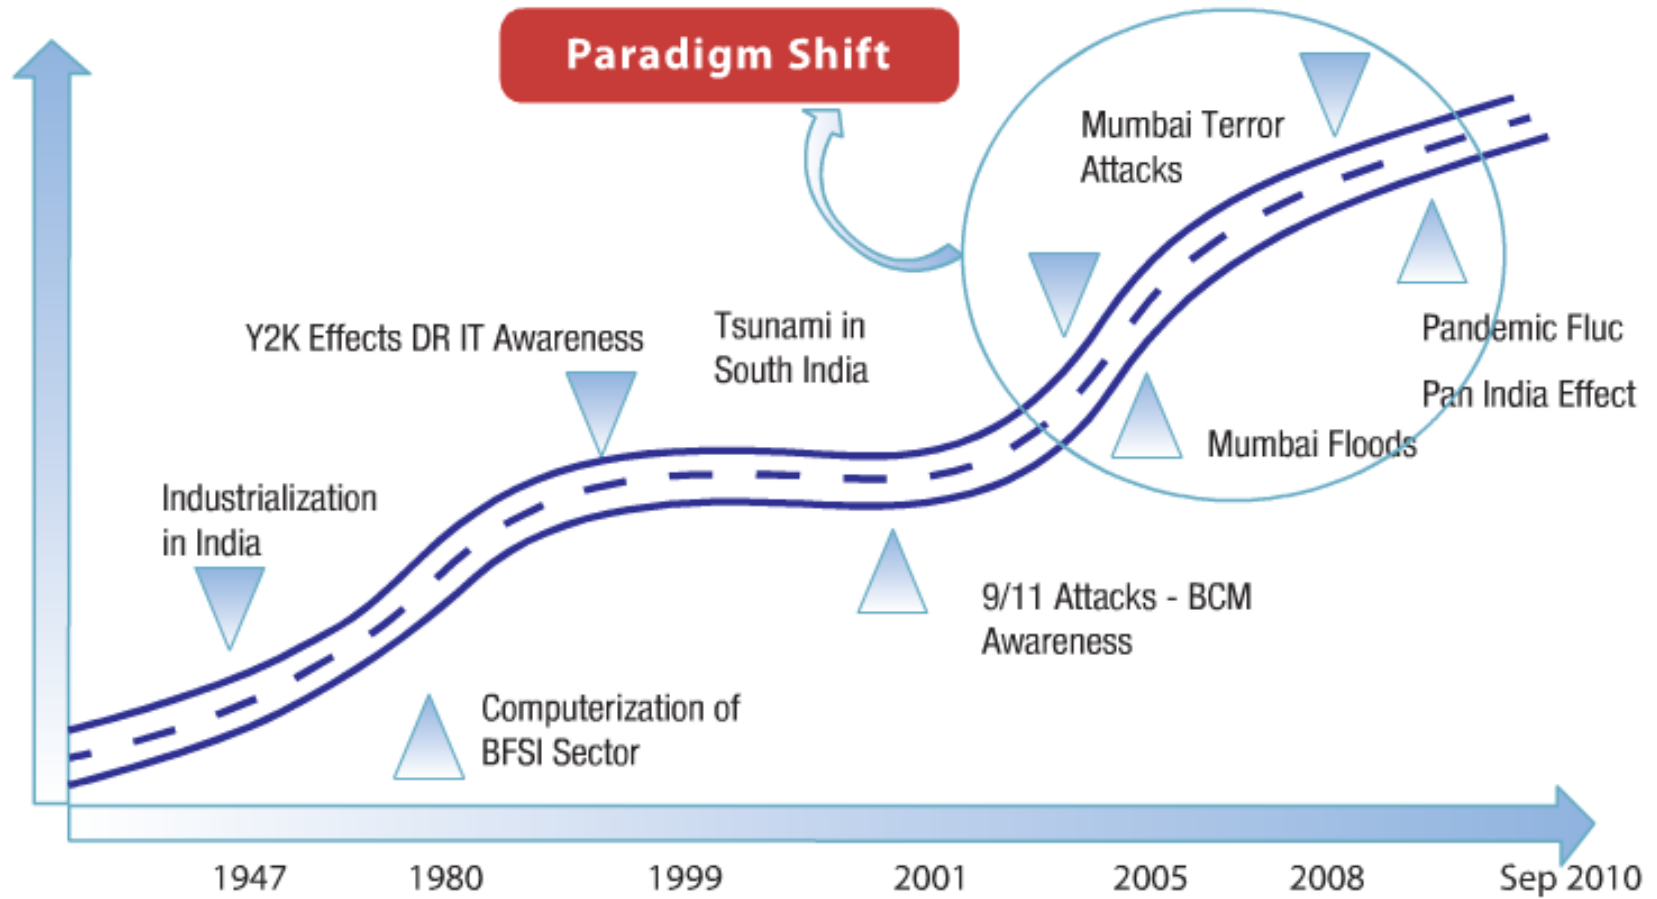 Paradigm Shift
Mumbai Terror
Attacks
Y2K Effects DR IT Awareness
Tsunami in
South India
Pandemic Fluc
Pan India Effect
Mumbai Floods
Industrialization
in India
9/11 Attacks - BCM
Awareness
Computerization of
BFSI Sector
1947 1980 1999 2001 2005 2008 Sep 2010